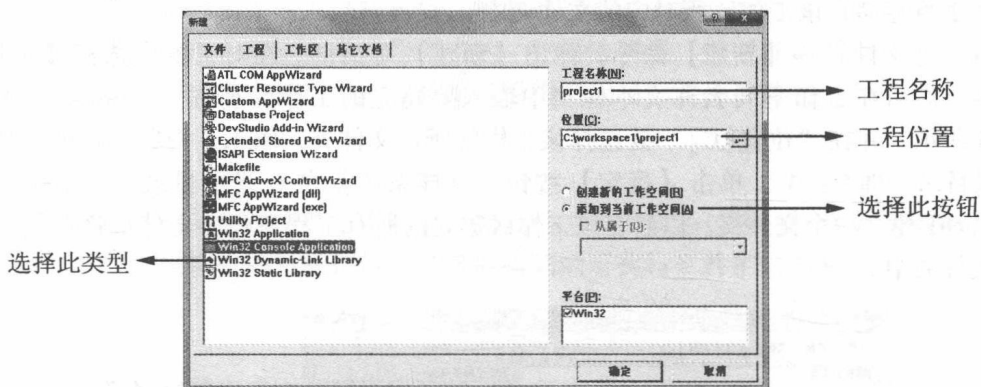 新建
文件 工程 工作区 其它文档
ATL COM AppWizard
Cluster Resource Type Wizard
Custom AppWizard
Database Project
DevStudio Add-in Wizard
Extended Stored Proc Wizard
ISAPI Extension Wizard
Makefile
MFC ActiveX ControlWizard
MFC AppWizard (dll)
MFC AppWizard (exe)
Utility Project
Win32 Application
Win32 Console Application
Win32 Dynamic-Link Library
Win32 Static Library
选择此类型
工程名称[N]:
project1
工程名称
位置[C]:
C:\workspace1\project1
...
工程位置
创建新的工作空间[R]
添加到当前工作空间[A]
选择此按钮
从属于[D]:
平台[P]:
Win32
确定
取消